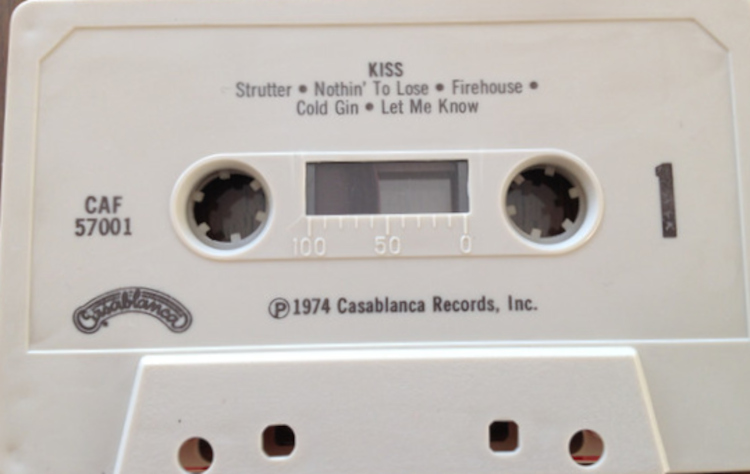 KISS
Strutter • Nothin' To Lose • Firehouse •
Cold Gin • Let Me Know
1
CAF
57001
100 50 0
Casablanca
Ⓟ1974 Casablanca Records, Inc.